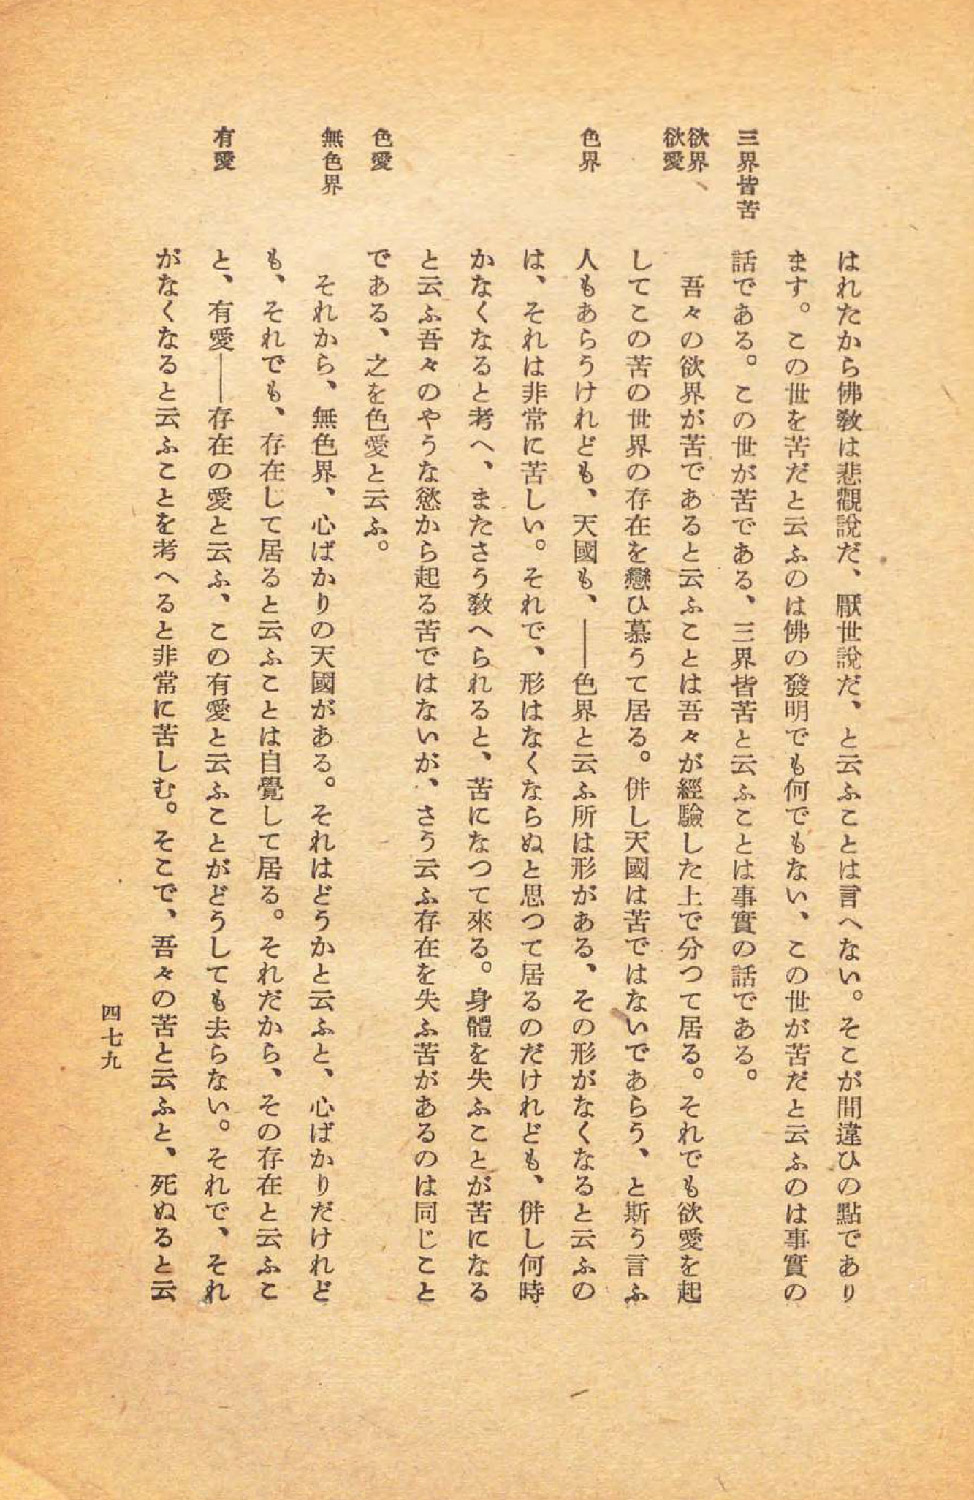 三界皆苦
欲界、
欲愛
色界
色愛
無色界
有愛
はれたから佛敎は悲觀說だ、厭世說だ、と云ふことは言へない。そこが間違ひの點であり
ます。この世を苦だと云ふのは佛の發明でも何でもない、この世が苦だと云ふのは事實の
話である。この世が苦である、三界皆苦と云ふことは事實の話である。
吾々の欲界が苦であると云ふことは吾々が經驗した上で分つて居る。それでも欲愛を起
してこの苦の世界の存在を戀ひ慕うて居る。併し天國は苦ではないであらう、と斯う言ふ
人もあらうけれども、天國も、――色界と云ふ所は形がある、その形がなくなると云ふの
は、それは非常に苦しい。それで、形はなくならぬと思つて居るのだけれども、併し何時
かなくなると考へ、またさう敎へられると、苦になつて來る。身體を失ふことが苦になる
と云ふ吾々のやうな慾から起る苦ではないが、さう云ふ存在を失ふ苦があるのは同じこと
である、之を色愛と云ふ。
それから、無色界、心ばかりの天國がある。それはどうかと云ふと、心ばかりだけれど
も、それでも、存在して居ると云ふことは自覺して居る。それだから、その存在と云ふこ
と、有愛――存在の愛と云ふ、この有愛と云ふことがどうしても去らない。それで、それ
がなくなると云ふことを考へると非常に苦しむ。そこで、吾々の苦と云ふと、死ぬると云
四七九